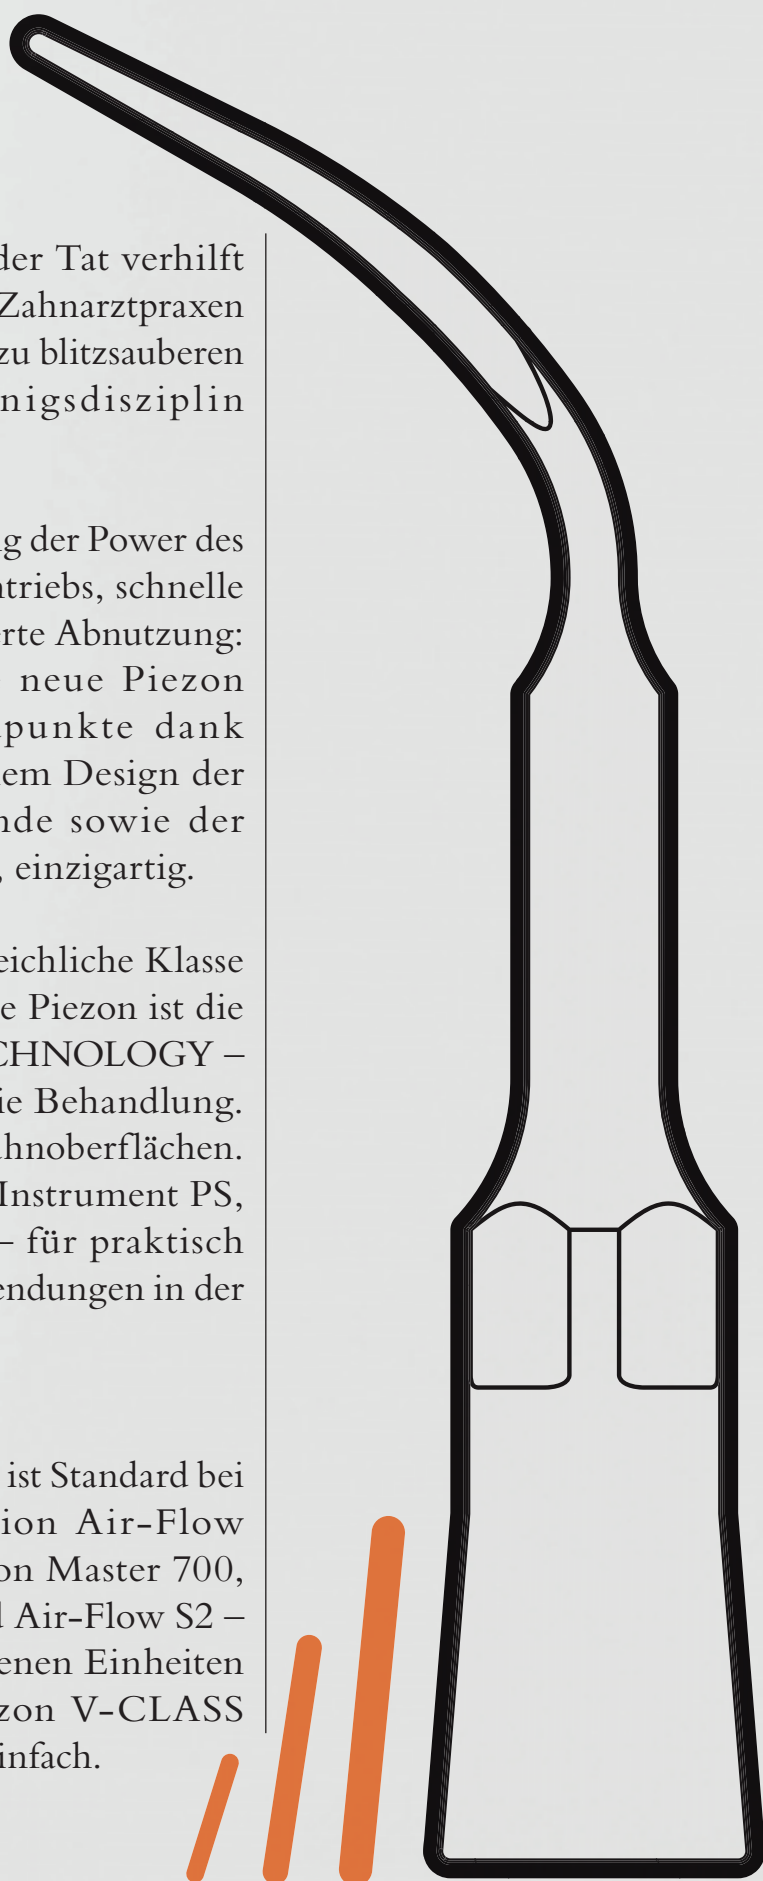 der Tat verhilft
Zahnarztpraxen
zu blitzsauberen
nigsdisziplin
g der Power des
ntriebs, schnelle
erte Abnutzung:
neue Piezon
punkte dank
em Design der
nde sowie der
, einzigartig.
eichliche Klasse
e Piezon ist die
CHNOLOGY –
ie Behandlung.
ahnoberflächen.
Instrument PS,
– für praktisch
endungen in der
ist Standard bei
ion Air-Flow
on Master 700,
d Air-Flow S2 –
enen Einheiten
zon V-CLASS
infach.